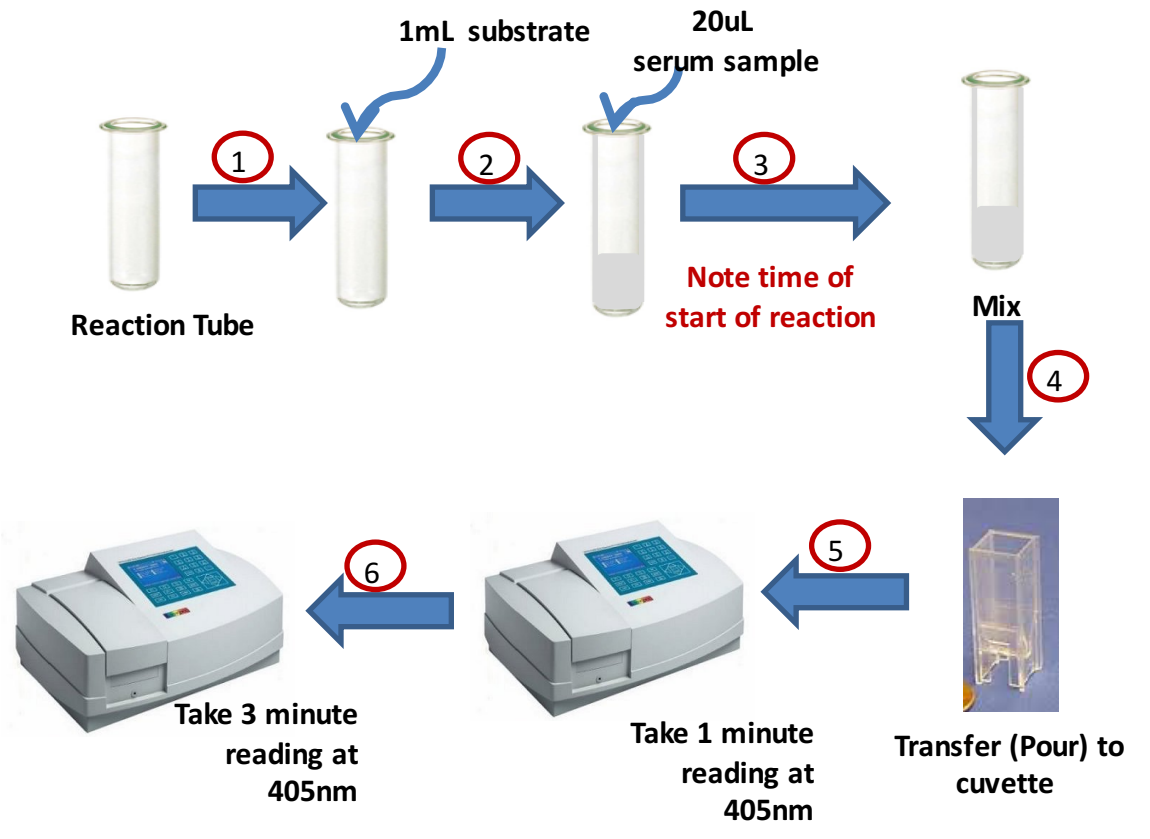 1mL substrate
20uL
serum sample
1
2
3
Reaction Tube
Note time of
start of reaction
Mix
4
5
6
Take 3 minute
reading at
405nm
Take 1 minute
reading at
405nm
Transfer (Pour) to
cuvette